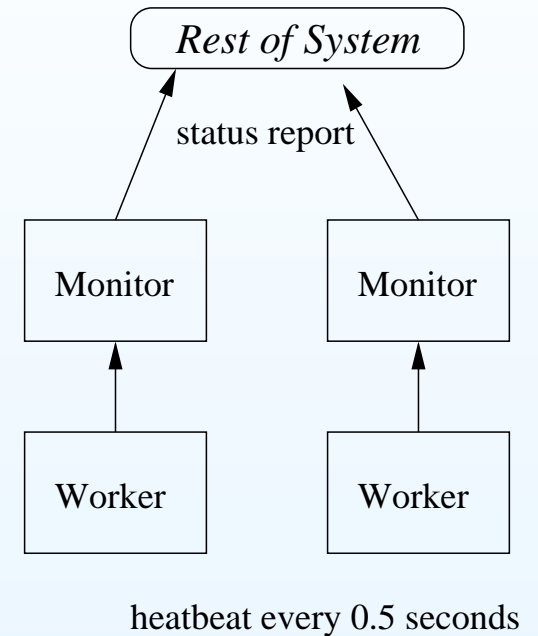 Rest of System
status report
Monitor
Monitor
Worker
Worker
heatbeat every 0.5 seconds